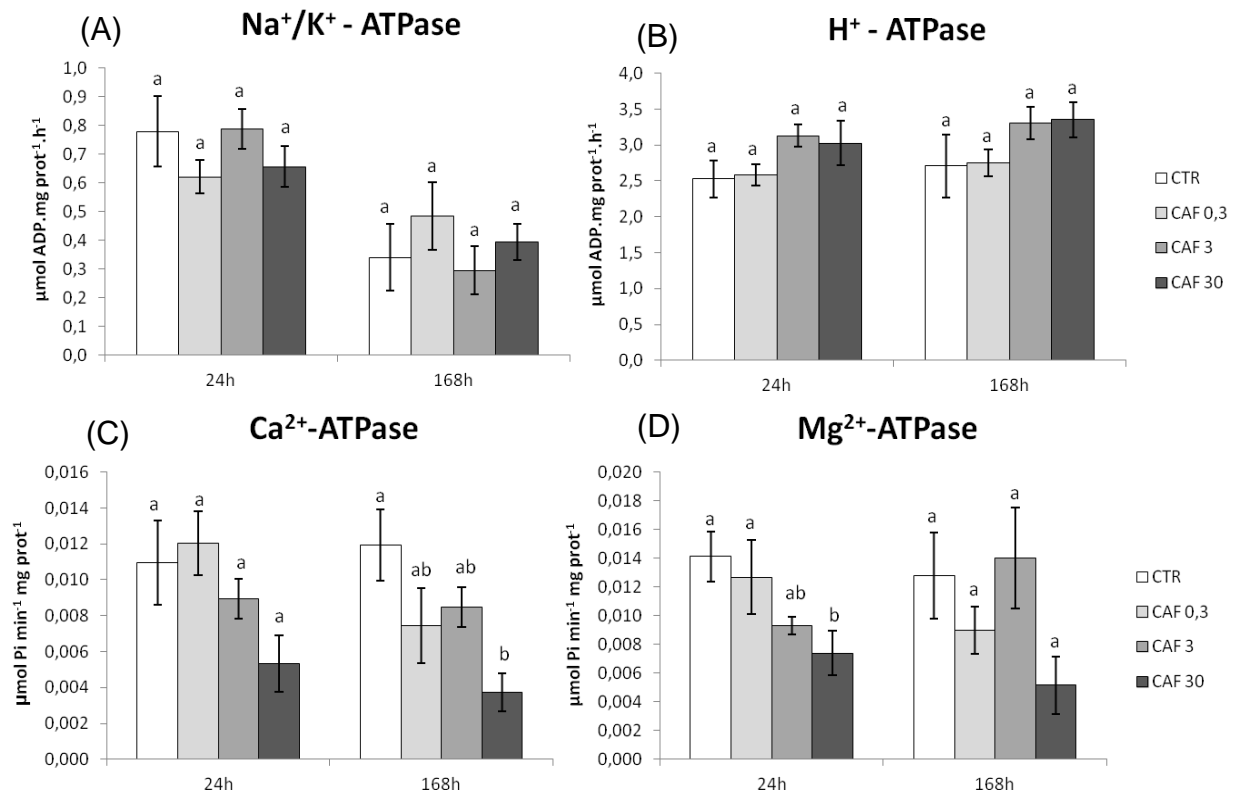 (A) Na⁺/K⁺ - ATPase
µmol ADP.mg prot⁻¹.h⁻¹
1,0
0,9
0,8
0,7
0,6
0,5
0,4
0,3
0,2
0,1
0,0
a a a a
a a a a
24h 168h
(B) H⁺ - ATPase
µmol ADP.mg prot⁻¹.h⁻¹
4,0
3,5
3,0
2,5
2,0
1,5
1,0
0,5
0,0
a a a a
a a a a
24h 168h
CTR
CAF 0,3
CAF 3
CAF 30
(C) Ca²⁺-ATPase
µmol Pi min⁻¹ mg prot⁻¹
0,016
0,014
0,012
0,010
0,008
0,006
0,004
0,002
0,000
a a a a
a ab ab b
24h 168h
(D) Mg²⁺-ATPase
µmol Pi min⁻¹ mg prot⁻¹
0,020
0,018
0,016
0,014
0,012
0,010
0,008
0,006
0,004
0,002
0,000
a a ab b
a a a a
24h 168h
CTR
CAF 0,3
CAF 3
CAF 30